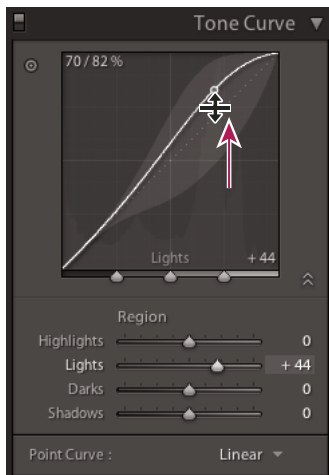 Tone Curve
70 / 82 %
Lights + 44
Region
Highlights 0
Lights + 44
Darks 0
Shadows 0
Point Curve : Linear